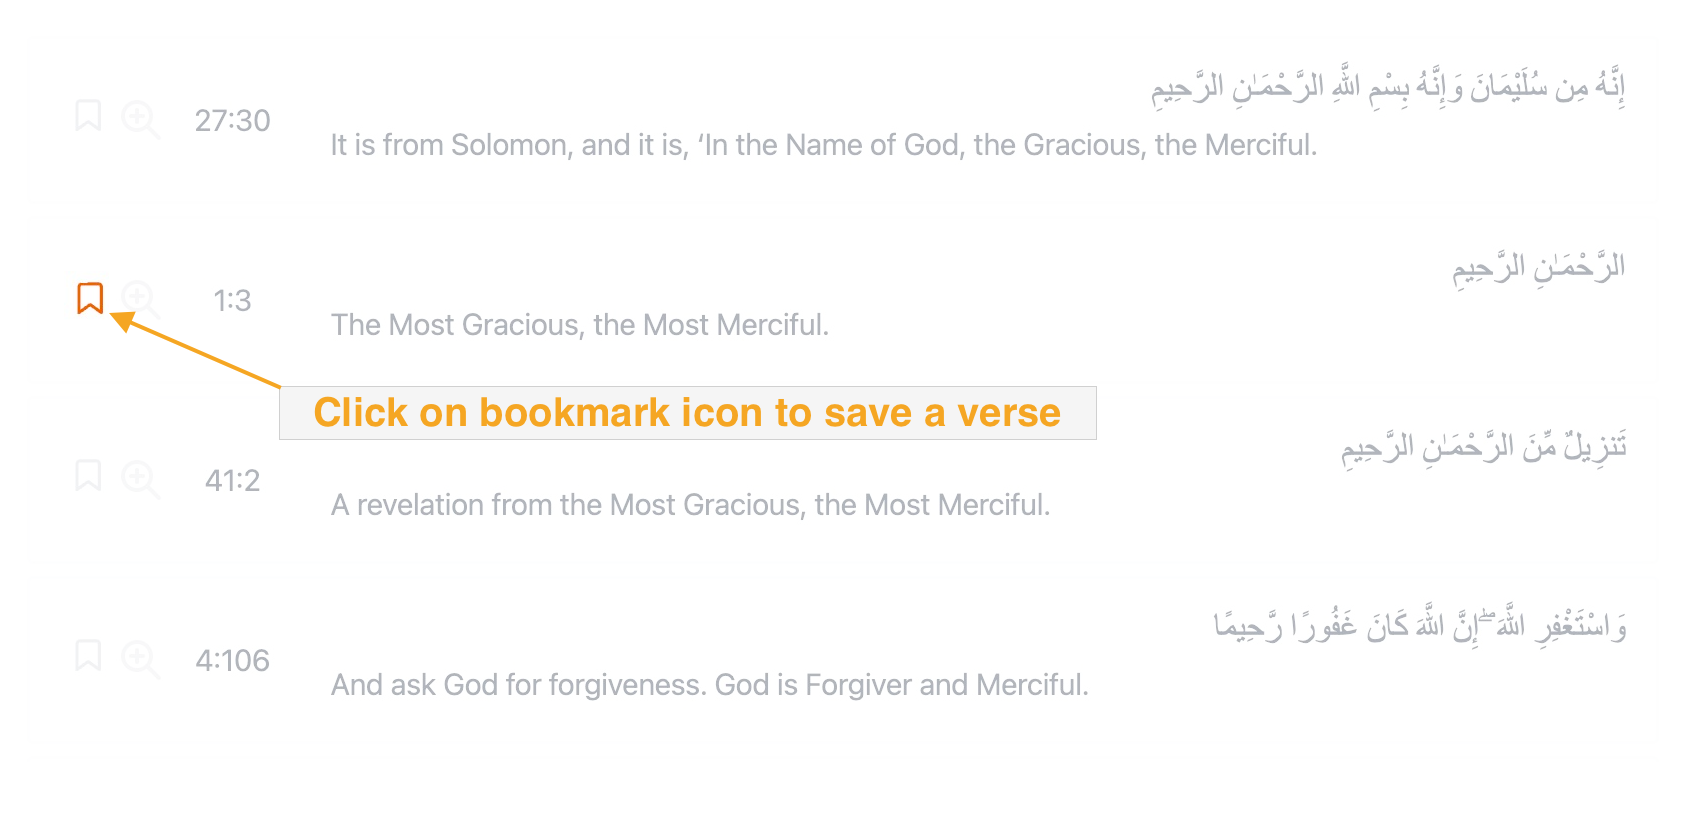 إِنَّهُ مِن سُلَيْمَانَ وَإِنَّهُ بِسْمِ اللَّهِ الرَّحْمَـٰنِ الرَّحِيمِ
27:30
It is from Solomon, and it is, ‘In the Name of God, the Gracious, the Merciful.
الرَّحْمَـٰنِ الرَّحِيمِ
1:3
The Most Gracious, the Most Merciful.
Click on bookmark icon to save a verse
تَنزِيلٌ مِّنَ الرَّحْمَـٰنِ الرَّحِيمِ
41:2
A revelation from the Most Gracious, the Most Merciful.
وَاسْتَغْفِرِ اللَّهَ ۖ إِنَّ اللَّهَ كَانَ غَفُورًا رَّحِيمًا
4:106
And ask God for forgiveness. God is Forgiver and Merciful.